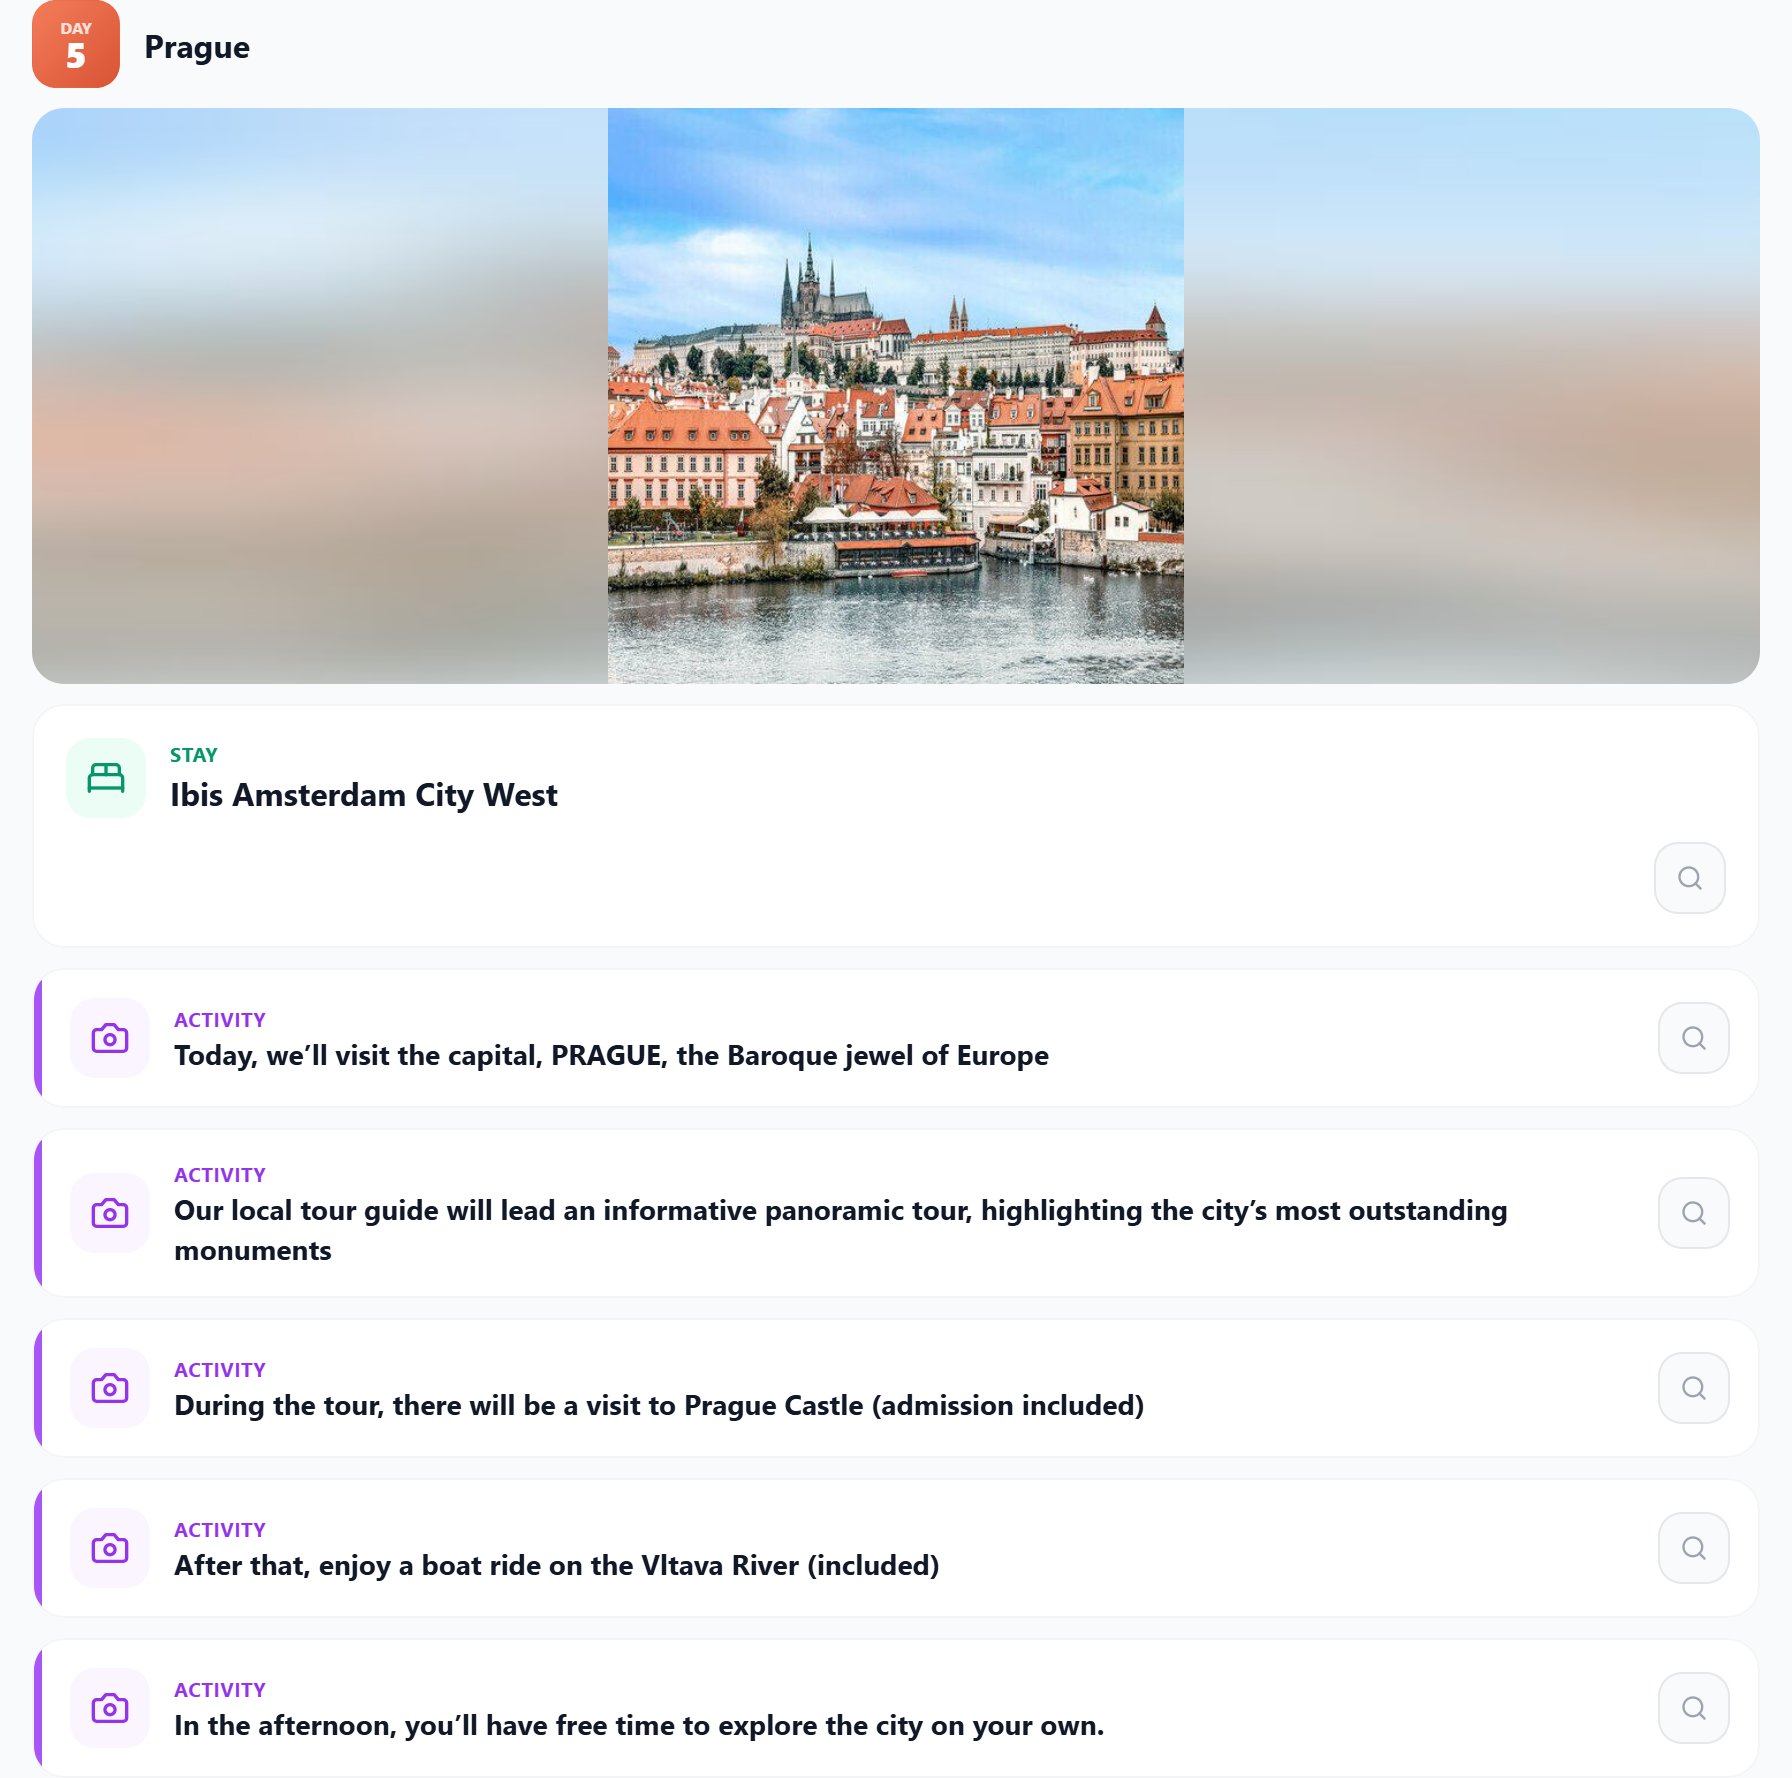 DAY
5
Prague
STAY
Ibis Amsterdam City West
ACTIVITY
Today, we’ll visit the capital, PRAGUE, the Baroque jewel of Europe
ACTIVITY
Our local tour guide will lead an informative panoramic tour, highlighting the city’s most outstanding
monuments
ACTIVITY
During the tour, there will be a visit to Prague Castle (admission included)
ACTIVITY
After that, enjoy a boat ride on the Vltava River (included)
ACTIVITY
In the afternoon, you’ll have free time to explore the city on your own.